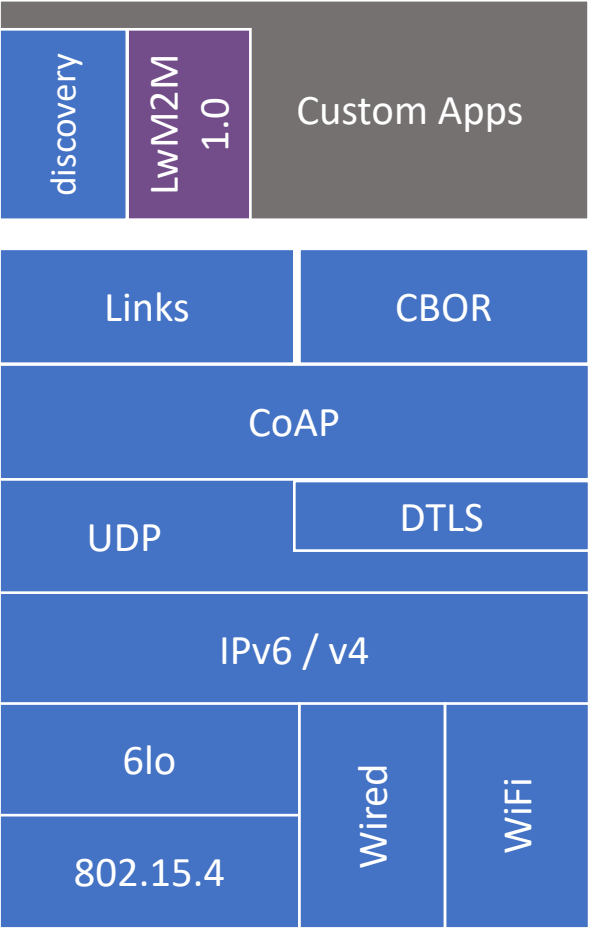 discovery
LwM2M
1.0
Custom Apps
Links
CBOR
CoAP
UDP
DTLS
IPv6 / v4
6lo
Wired
WiFi
802.15.4